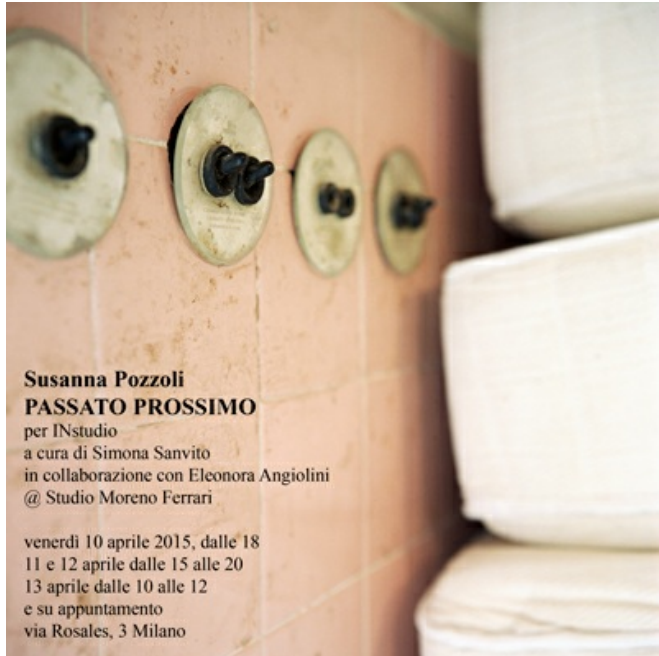 Susanna Pozzoli
PASSATO PROSSIMO
per INstudio
a cura di Simona Sanvito
in collaborazione con Eleonora Angiolini
@ Studio Moreno Ferrari
venerdì 10 aprile 2015, dalle 18
11 e 12 aprile dalle 15 alle 20
13 aprile dalle 10 alle 12
e su appuntamento
via Rosales, 3 Milano